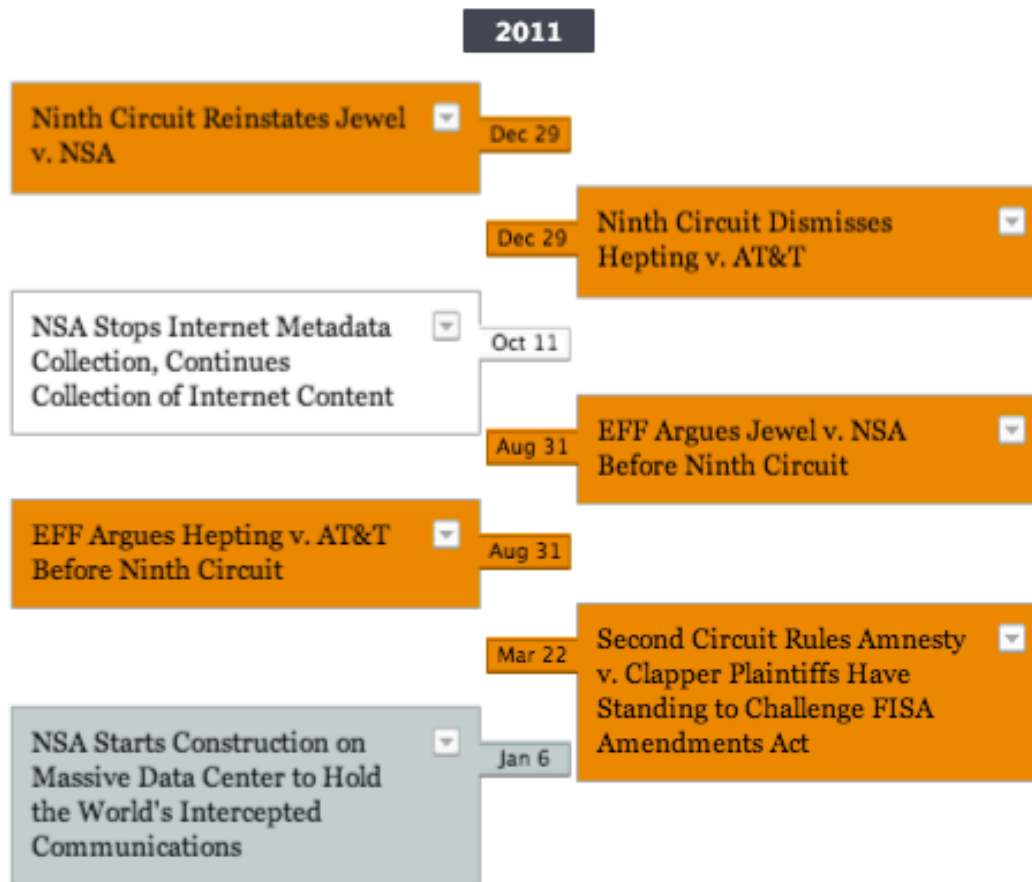 2011
Ninth Circuit Reinstates Jewel
v. NSA
Dec 29
Dec 29
Ninth Circuit Dismisses
Hepting v. AT&T
NSA Stops Internet Metadata
Collection, Continues
Collection of Internet Content
Oct 11
Aug 31
EFF Argues Jewel v. NSA
Before Ninth Circuit
EFF Argues Hepting v. AT&T
Before Ninth Circuit
Aug 31
Mar 22
Second Circuit Rules Amnesty
v. Clapper Plaintiffs Have
Standing to Challenge FISA
Amendments Act
NSA Starts Construction on
Massive Data Center to Hold
the World's Intercepted
Communications
Jan 6